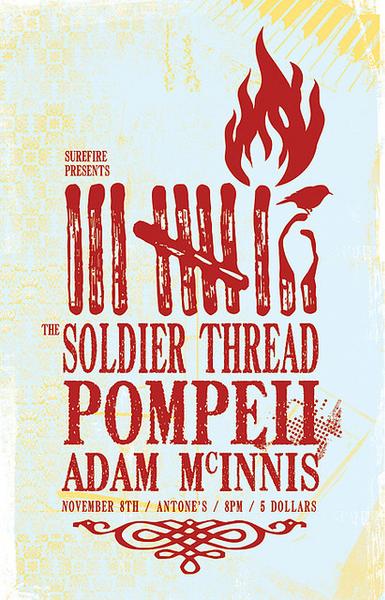 SUREFIRE
PRESENTS
THE SOLDIER THREAD
POMPEII
ADAM McINNIS
NOVEMBER 8TH / ANTONE'S / 8PM / 5 DOLLARS